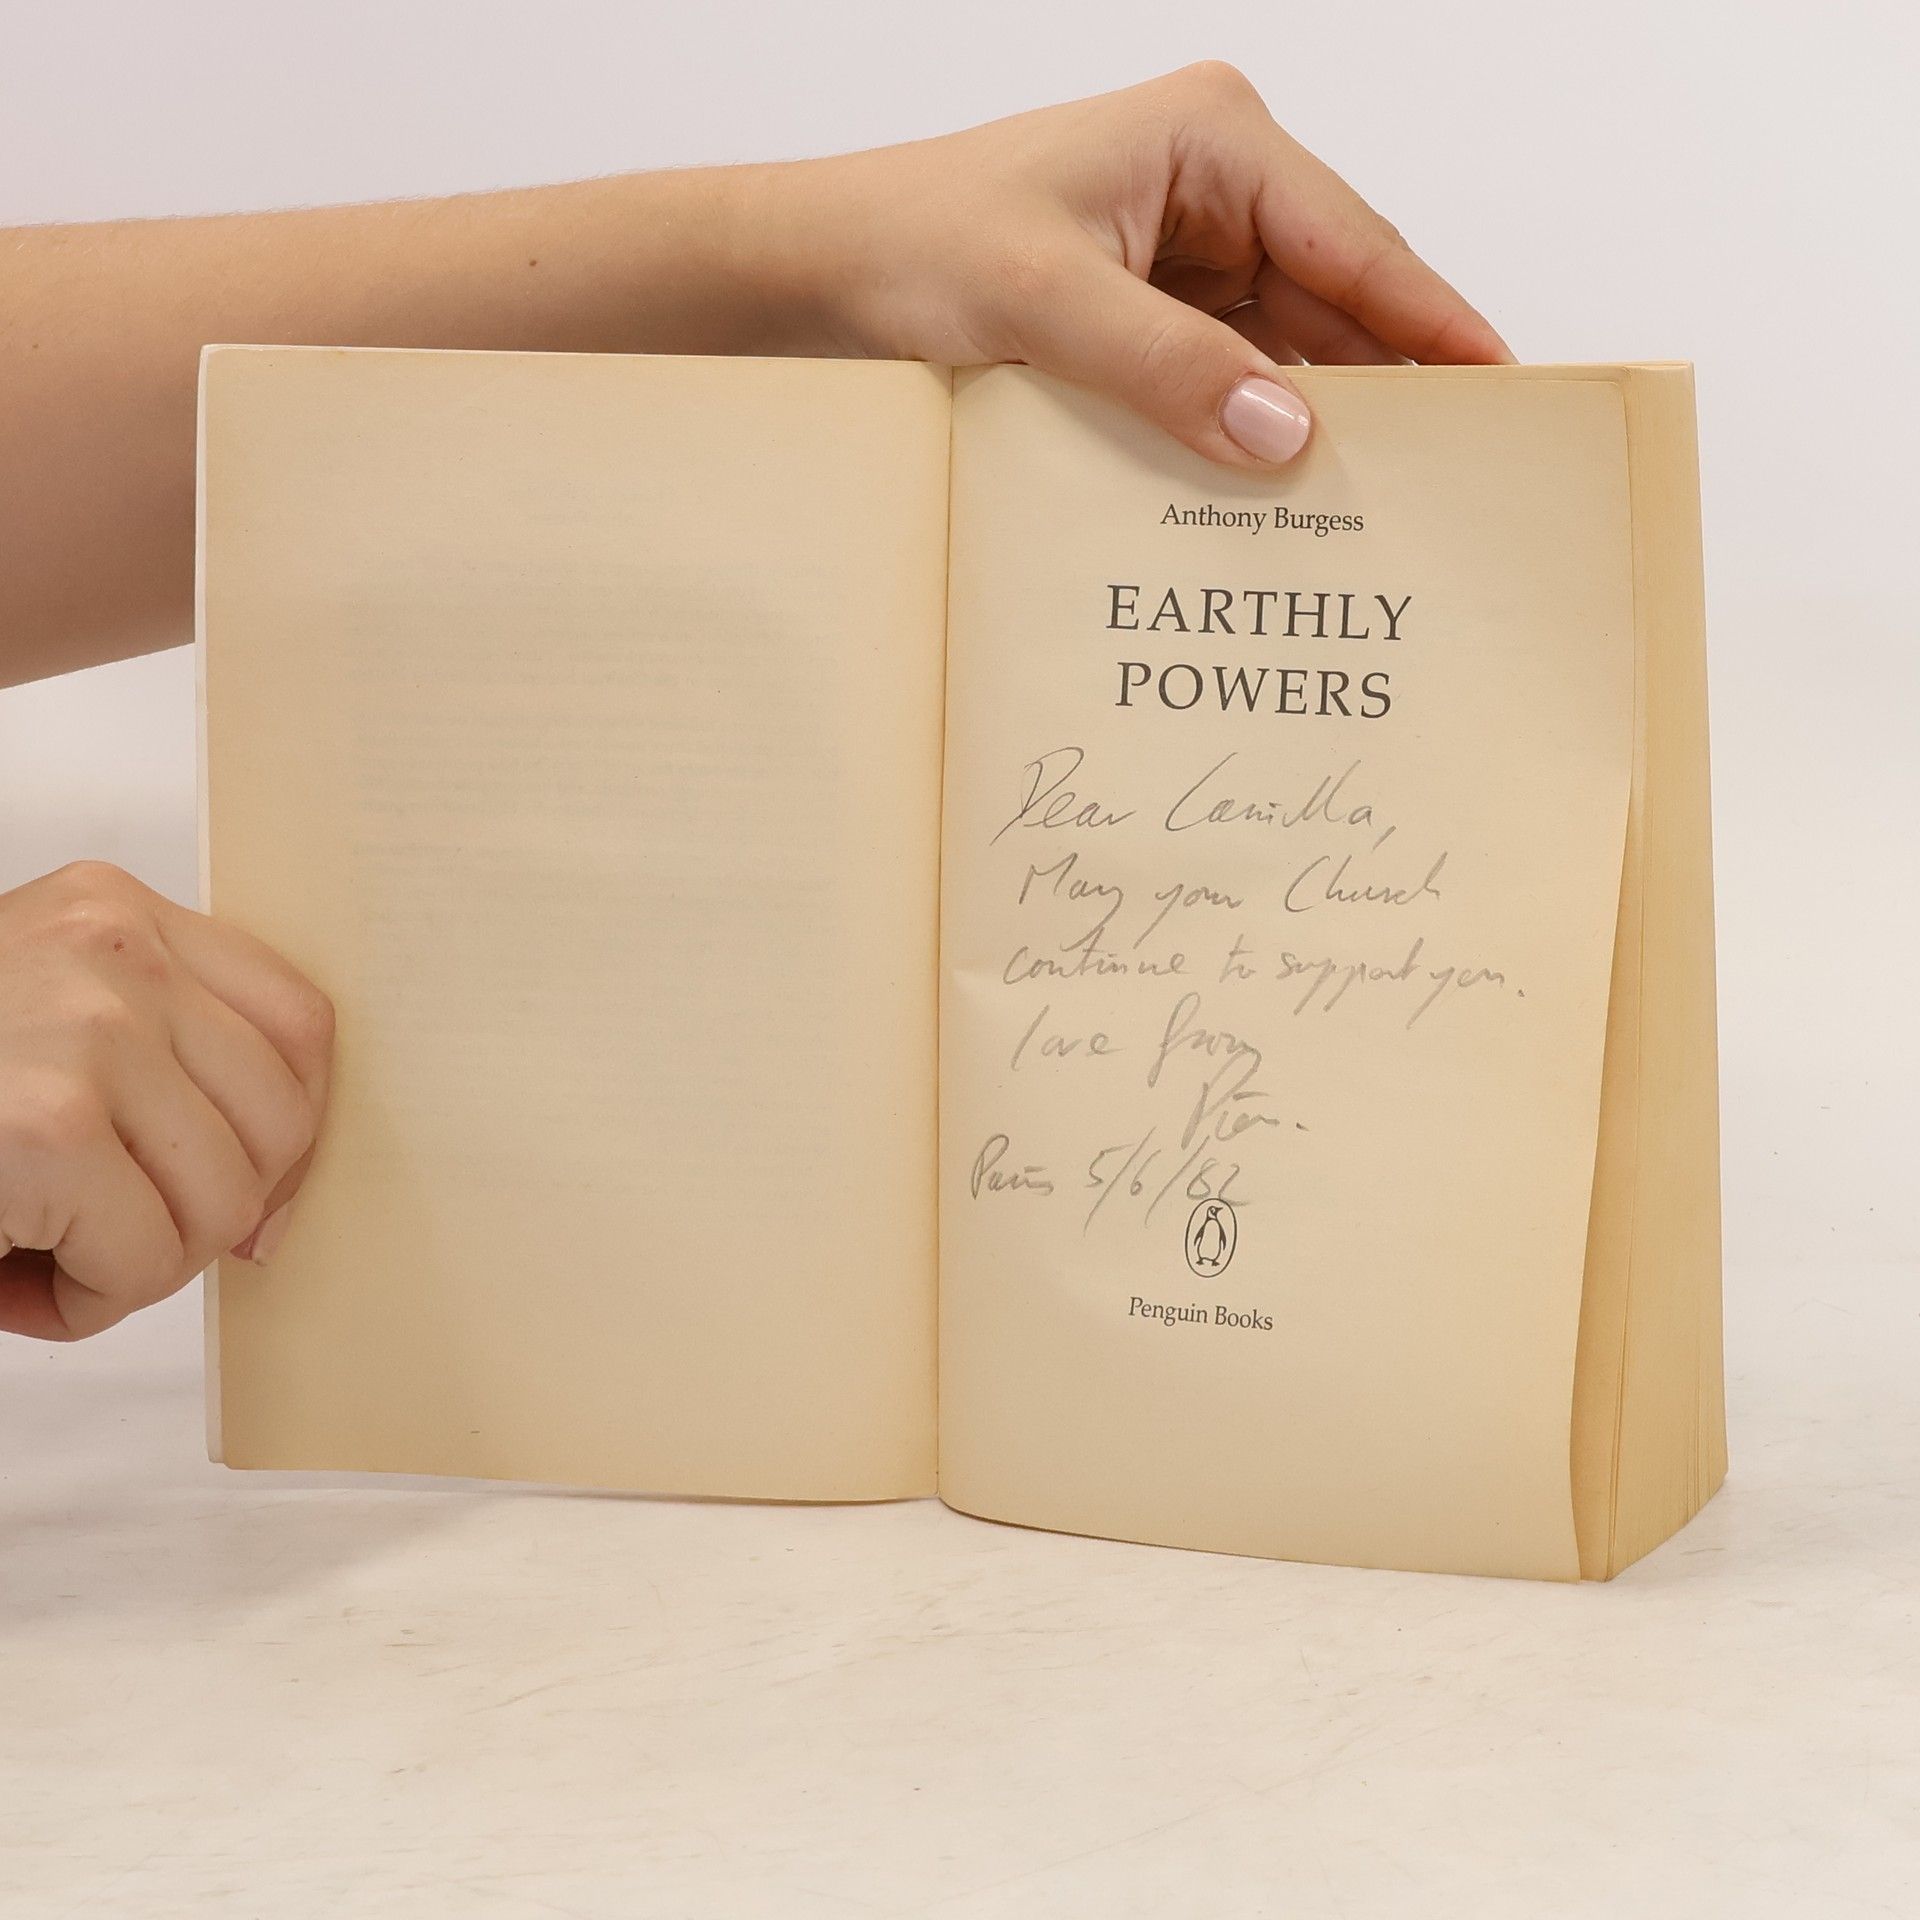 Anthony Burgess
EARTHLY
POWERS
Dear Camilla,
May your Church
continue to support you.
love from
Paris 5/6/82
Penguin Books